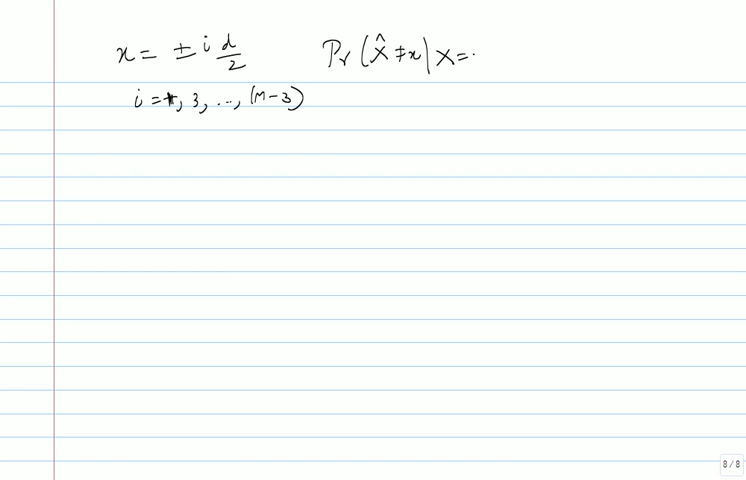 x = ± i d/2 Pr(X̂ ≠ x | X =
i = 1, 3, ..., (M-3)
8 / 8